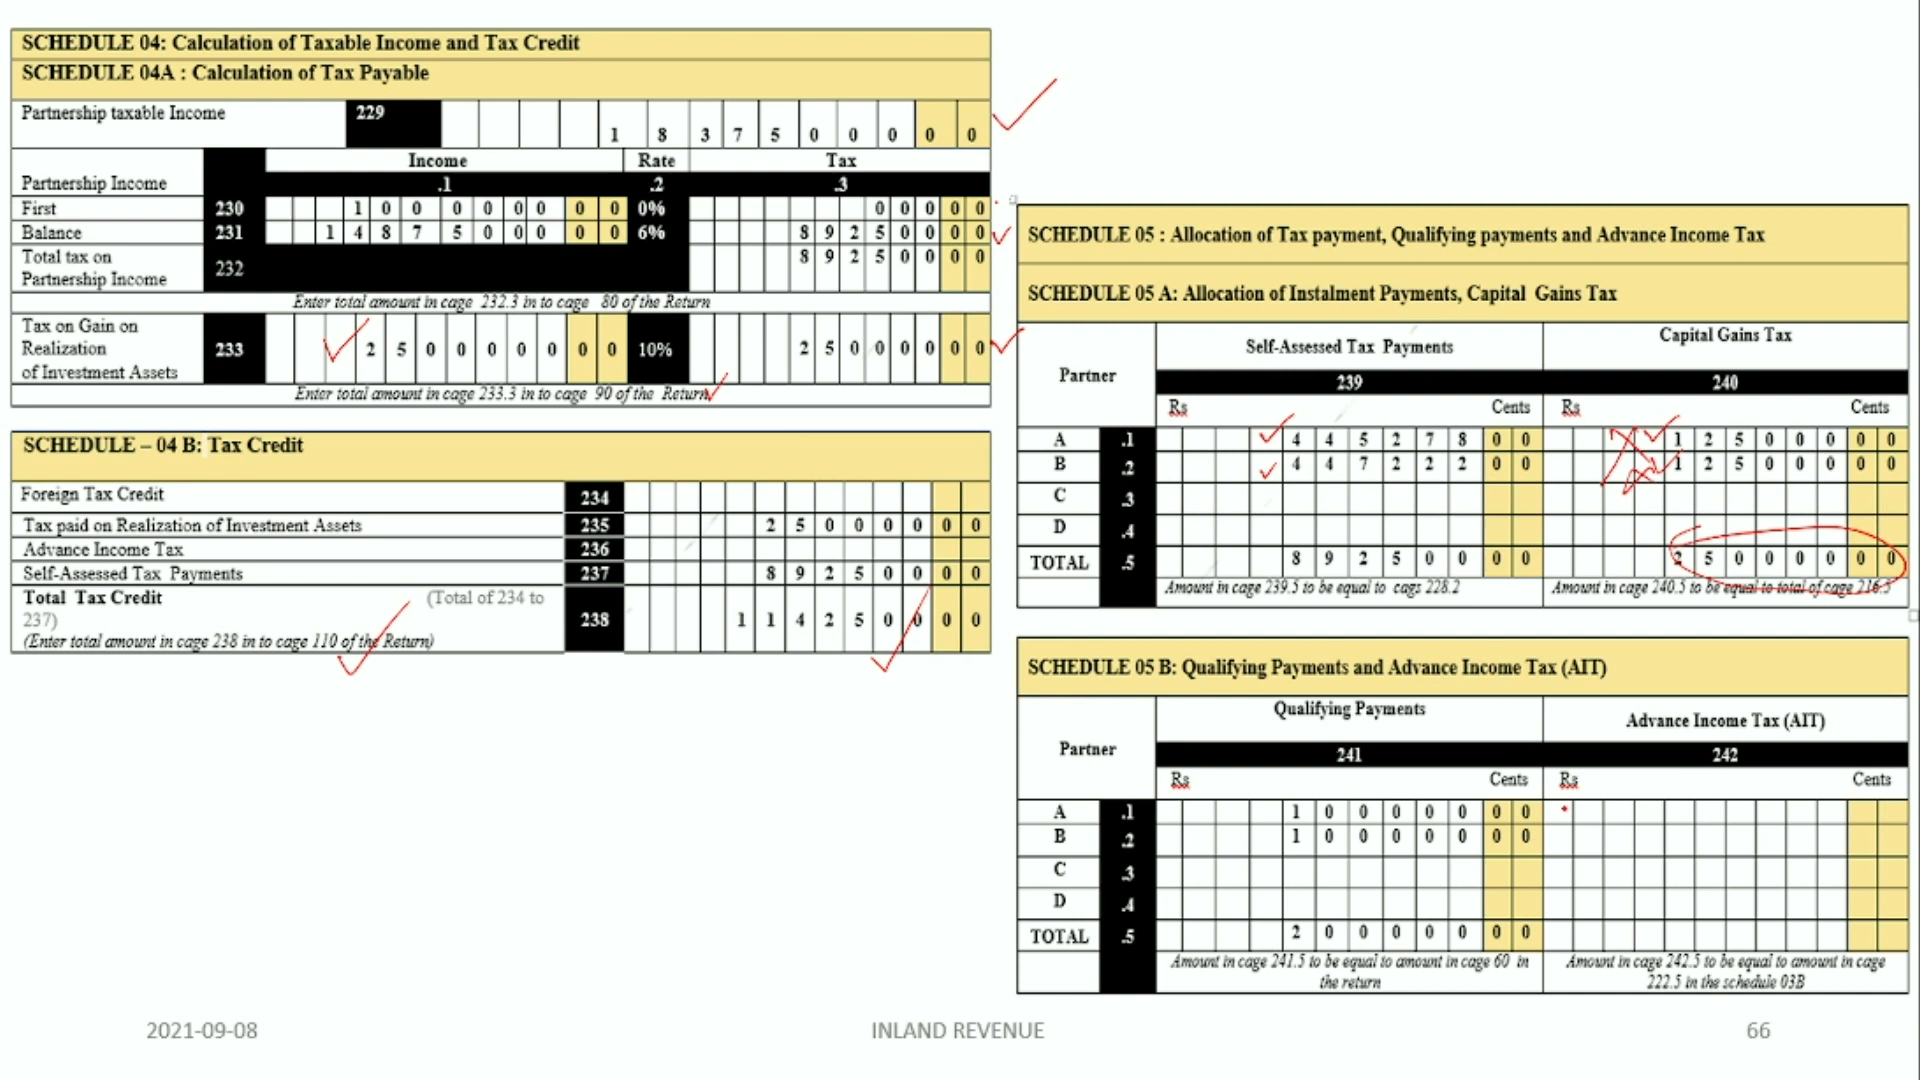 SCHEDULE 04: Calculation of Taxable Income and Tax Credit
SCHEDULE 04A : Calculation of Tax Payable
Partnership taxable Income 229 1 8 3 7 5 0 0 0 0 0
Income Rate Tax
Partnership Income .1 .2 .3
First 230 1 0 0 0 0 0 0 0 0 0% 0 0 0 0 0
Balance 231 1 4 8 7 5 0 0 0 0 0 6% 8 9 2 5 0 0 0 0
Total tax on
Partnership Income 232 8 9 2 5 0 0 0 0
Enter total amount in cage 232.3 in to cage 80 of the Return
Tax on Gain on
Realization
of Investment Assets 233 2 5 0 0 0 0 0 0 0 10% 2 5 0 0 0 0 0 0
Enter total amount in cage 233.3 in to cage 90 of the Return
SCHEDULE – 04 B: Tax Credit
Foreign Tax Credit 234
Tax paid on Realization of Investment Assets 235 2 5 0 0 0 0 0 0
Advance Income Tax 236
Self-Assessed Tax Payments 237 8 9 2 5 0 0 0 0
Total Tax Credit (Total of 234 to
237) 238 1 1 4 2 5 0 0 0 0
(Enter total amount in cage 238 in to cage 110 of the Return)
SCHEDULE 05 : Allocation of Tax payment, Qualifying payments and Advance Income Tax
SCHEDULE 05 A: Allocation of Instalment Payments, Capital Gains Tax
Partner Self-Assessed Tax Payments Capital Gains Tax
239 240
Rs Cents Rs Cents
A .1 4 4 5 2 7 8 0 0 1 2 5 0 0 0 0 0
B .2 4 4 7 2 2 2 0 0 1 2 5 0 0 0 0 0
C .3
D .4
TOTAL .5 8 9 2 5 0 0 0 0 2 5 0 0 0 0 0 0
Amount in cage 239.5 to be equal to cags 228.2 Amount in cage 240.5 to be equal to total of cage 216.5
SCHEDULE 05 B: Qualifying Payments and Advance Income Tax (AIT)
Partner Qualifying Payments Advance Income Tax (AIT)
241 242
Rs Cents Rs Cents
A .1 1 0 0 0 0 0 0 0
B .2 1 0 0 0 0 0 0 0
C .3
D .4
TOTAL .5 2 0 0 0 0 0 0 0
Amount in cage 241.5 to be equal to amount in cage 60 in
the return
Amount in cage 242.5 to be equal to amount in cage
222.5 in the schedule 03B
2021-09-08 INLAND REVENUE 66